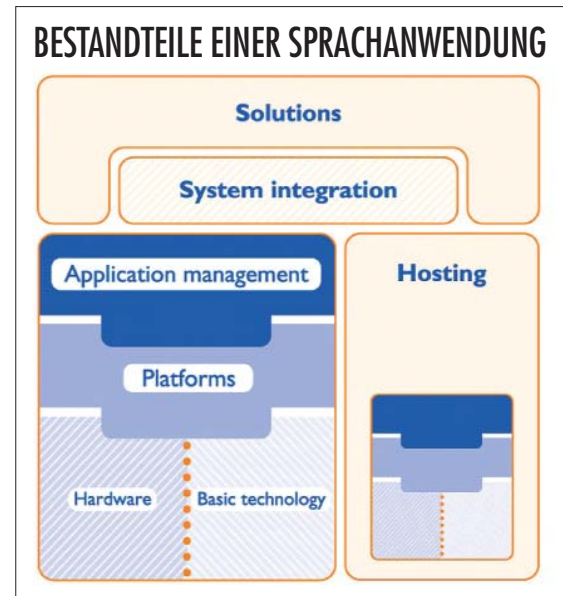 BESTANDTEILE EINER SPRACHANWENDUNG
Solutions
System integration
Application management
Hosting
Platforms
Hardware
Basic technology